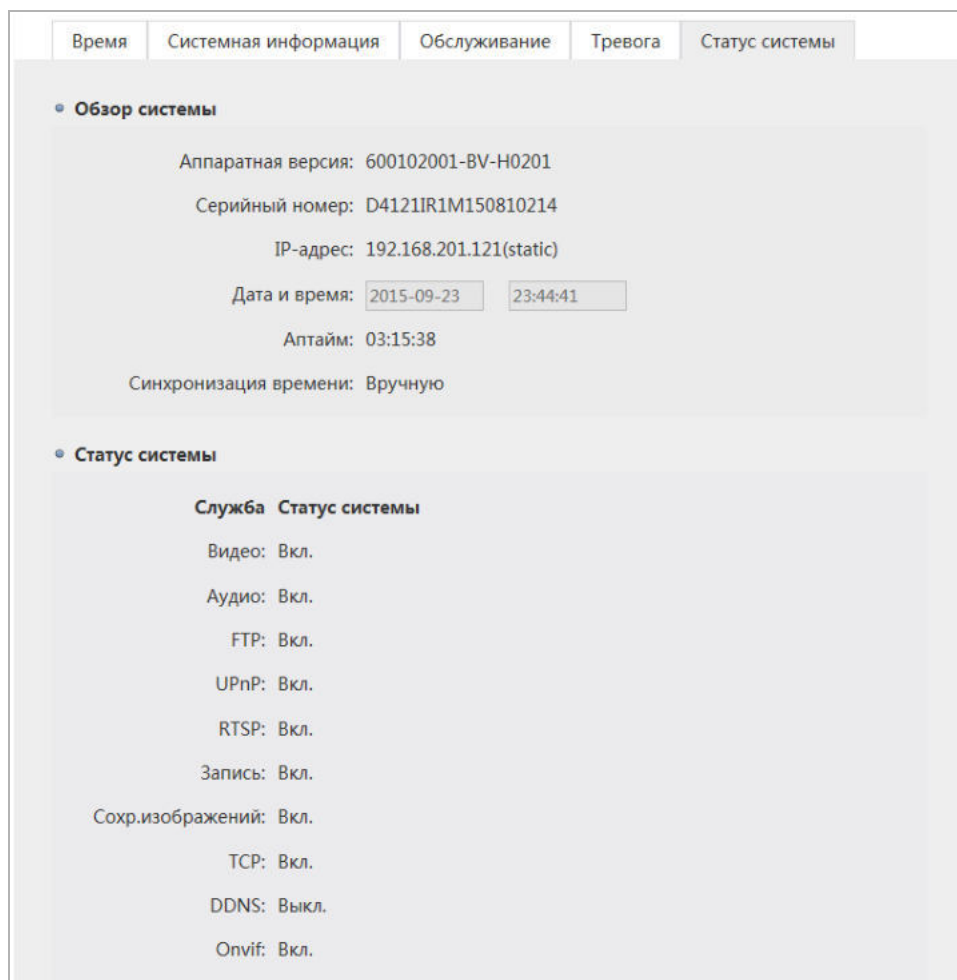 Время Системная информация Обслуживание Тревога Статус системы
Обзор системы
Аппаратная версия: 600102001-BV-H0201
Серийный номер: D4121IR1M150810214
IP-адрес: 192.168.201.121(static)
Дата и время: 2015-09-23 23:44:41
Аптайм: 03:15:38
Синхронизация времени: Вручную
Статус системы
Служба Статус системы
Видео: Вкл.
Аудио: Вкл.
FTP: Вкл.
UPnP: Вкл.
RTSP: Вкл.
Запись: Вкл.
Сохр.изображений: Вкл.
TCP: Вкл.
DDNS: Выкл.
Onvif: Вкл.